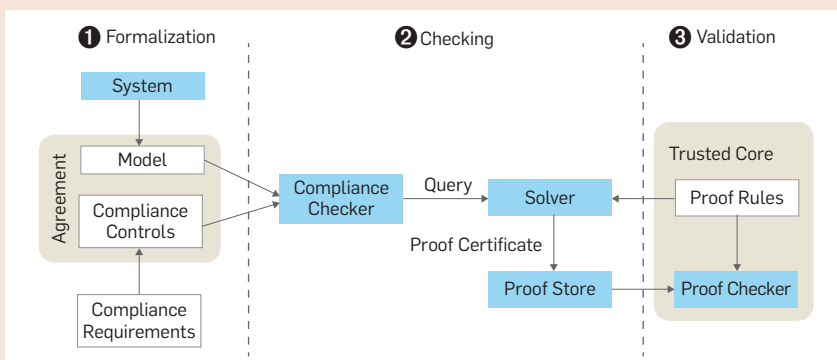 ❶ Formalization
❷ Checking
❸ Validation
System
Agreement
Model
Compliance
Controls
Compliance
Requirements
Compliance
Checker
Query
Solver
Proof Certificate
Proof Store
Trusted Core
Proof Rules
Proof Checker